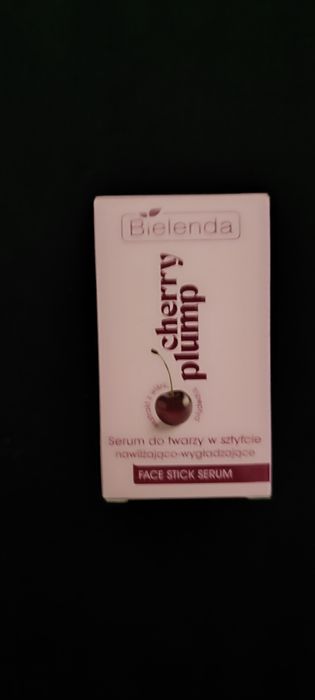 Bielenda
cherry
plump
Serum do twarzy w sztyfcie
nawilżająco-wygładzające
FACE STICK SERUM